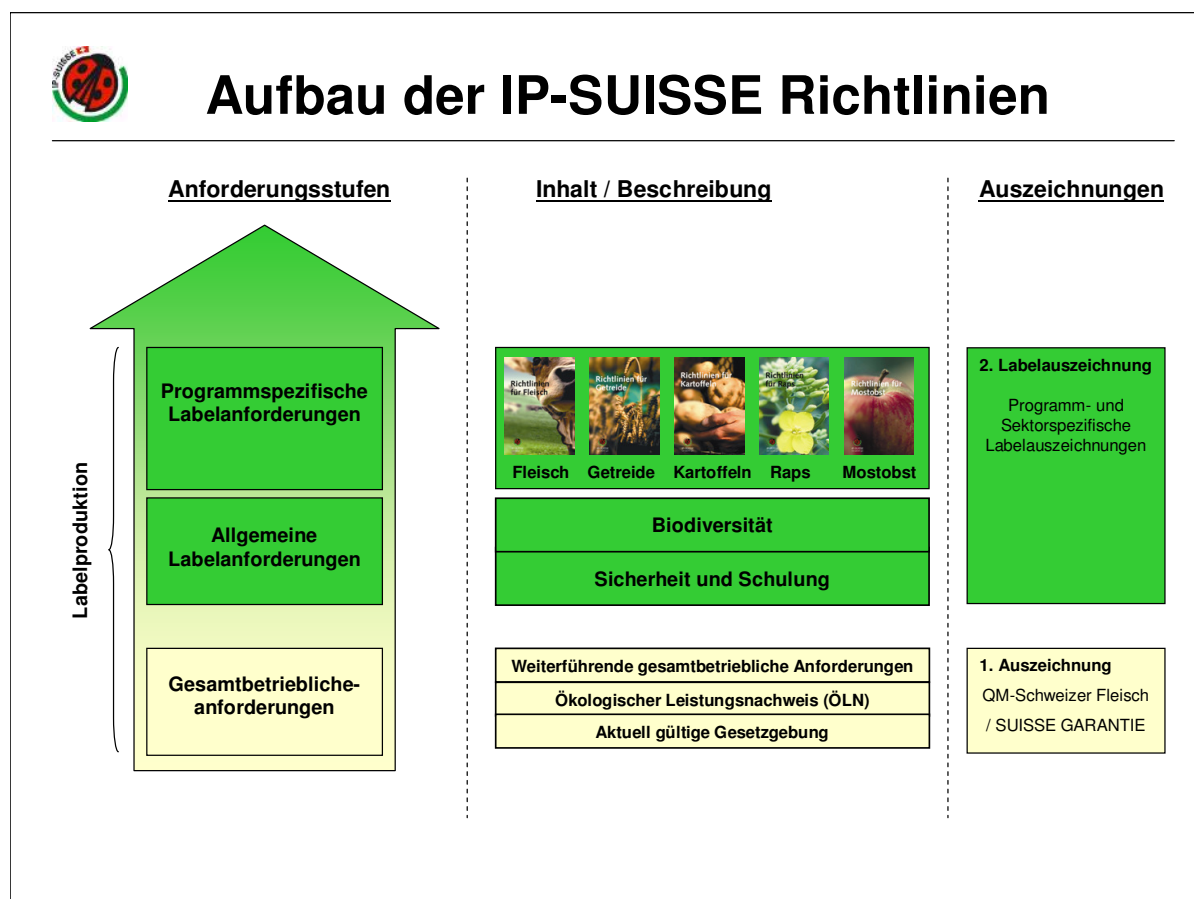 IP-SUISSE
Aufbau der IP-SUISSE Richtlinien
Anforderungsstufen
Inhalt / Beschreibung
Auszeichnungen
Labelproduktion
Programmspezifische
Labelanforderungen
Richtlinien
für Fleisch
Richtlinien für
Getreide
Richtlinien für
Kartoffeln
Richtlinien
für Raps
Richtlinien für
Mostobst
Fleisch
Getreide
Kartoffeln
Raps
Mostobst
2. Labelauszeichnung
Programm- und
Sektorspezifische
Labelauszeichnungen
Allgemeine
Labelanforderungen
Biodiversität
Sicherheit und Schulung
Gesamtbetriebliche-
anforderungen
Weiterführende gesamtbetriebliche Anforderungen
Ökologischer Leistungsnachweis (ÖLN)
Aktuell gültige Gesetzgebung
1. Auszeichnung
QM-Schweizer Fleisch
/ SUISSE GARANTIE